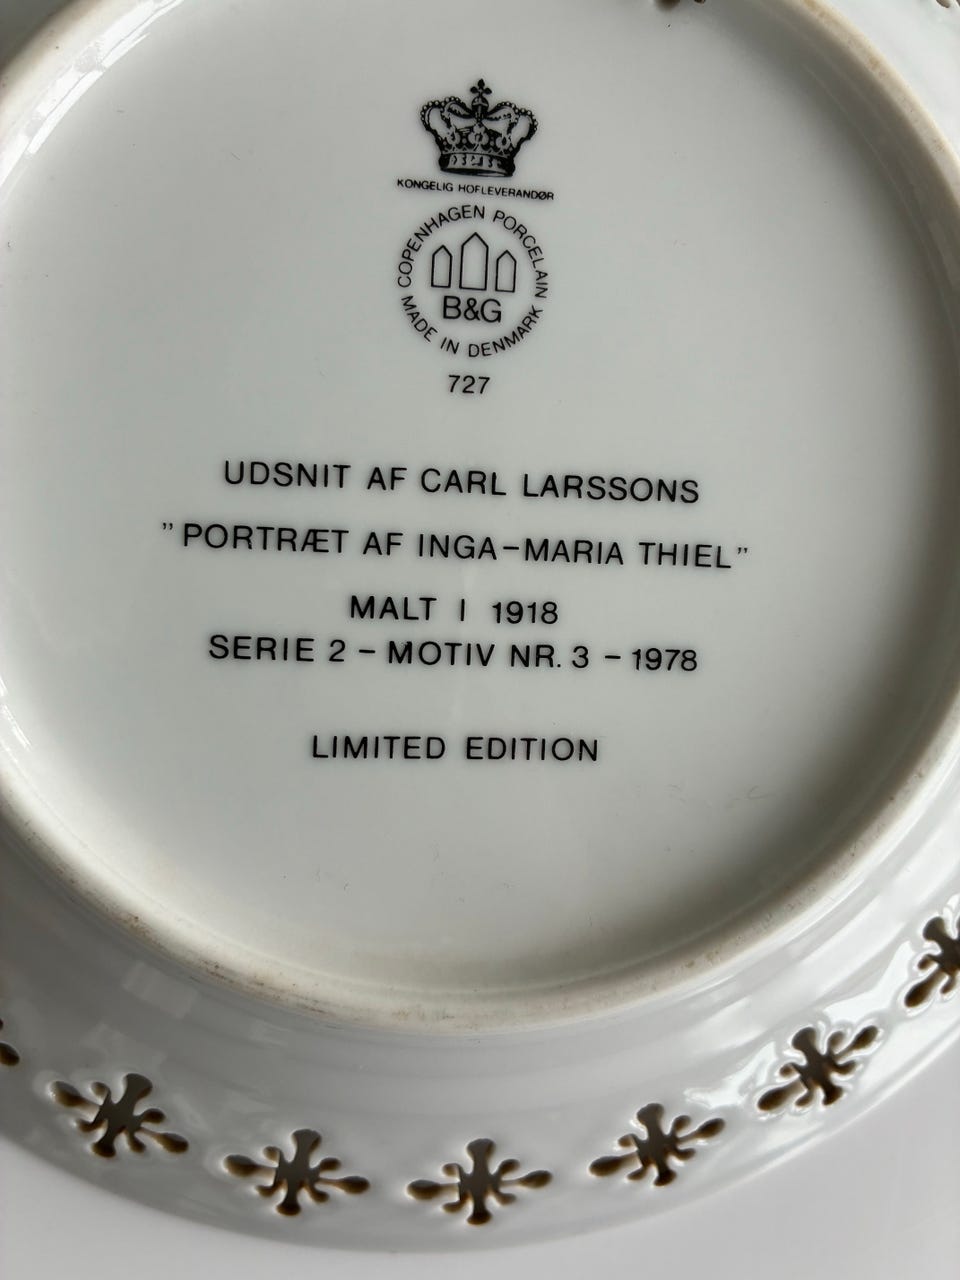 KONGELIG HOFLEVERANDØR
COPENHAGEN PORCELAIN
B&G
MADE IN DENMARK
727
UDSNIT AF CARL LARSSONS
"PORTRÆT AF INGA-MARIA THIEL"
MALT I 1918
SERIE 2 - MOTIV NR. 3 - 1978
LIMITED EDITION